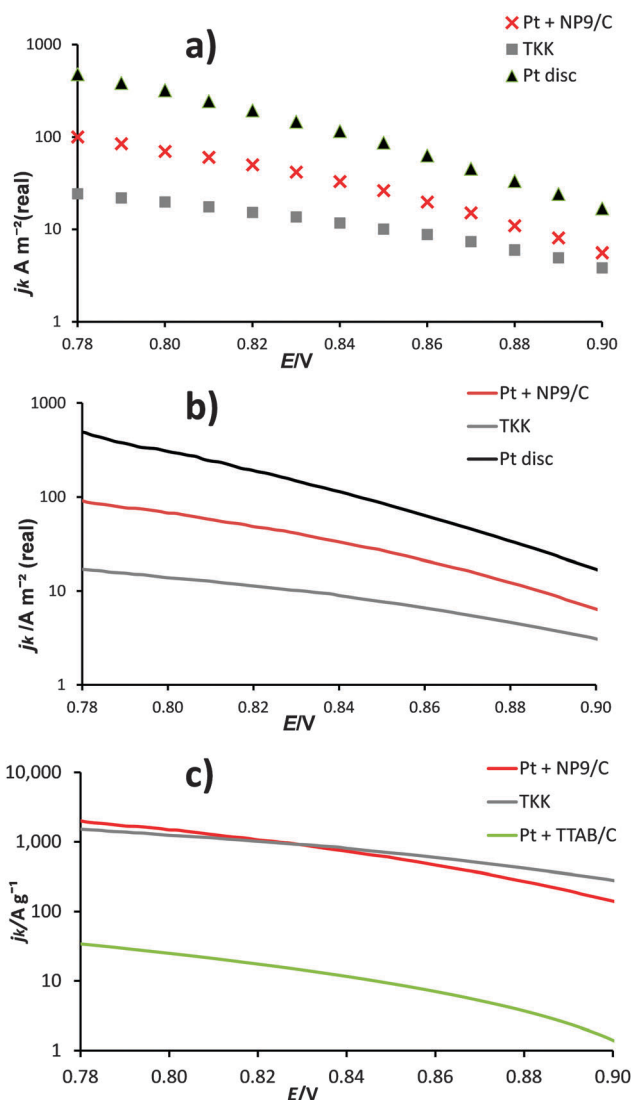 a)
Pt + NP9/C
TKK
Pt disc
1000
100
10
1
jk A m⁻²(real)
0.78 0.80 0.82 0.84 0.86 0.88 0.90
E/V
b)
Pt + NP9/C
TKK
Pt disc
1000
100
10
1
jk /A m⁻² (real)
0.78 0.80 0.82 0.84 0.86 0.88 0.90
E/V
c)
Pt + NP9/C
TKK
Pt + TTAB/C
10,000
1,000
100
10
1
jk/A g⁻¹
0.78 0.80 0.82 0.84 0.86 0.88 0.90
E/V